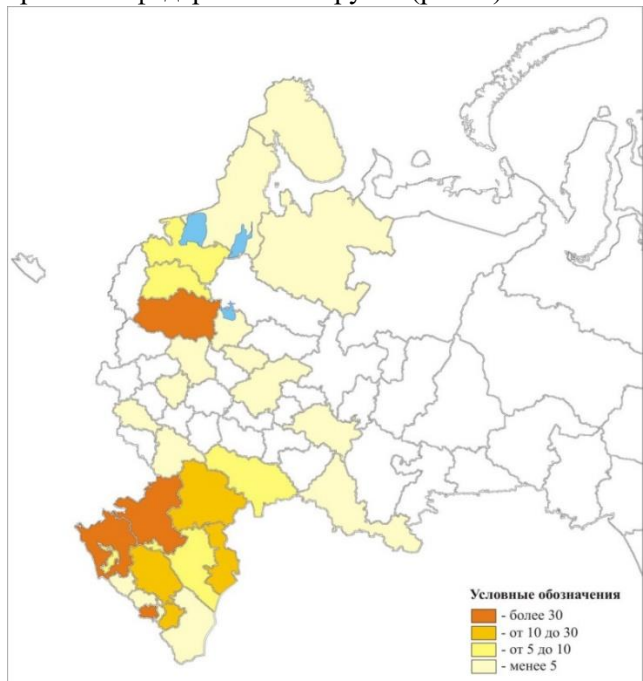 Условные обозначения
- более 30
- от 10 до 30
- от 5 до 10
- менее 5